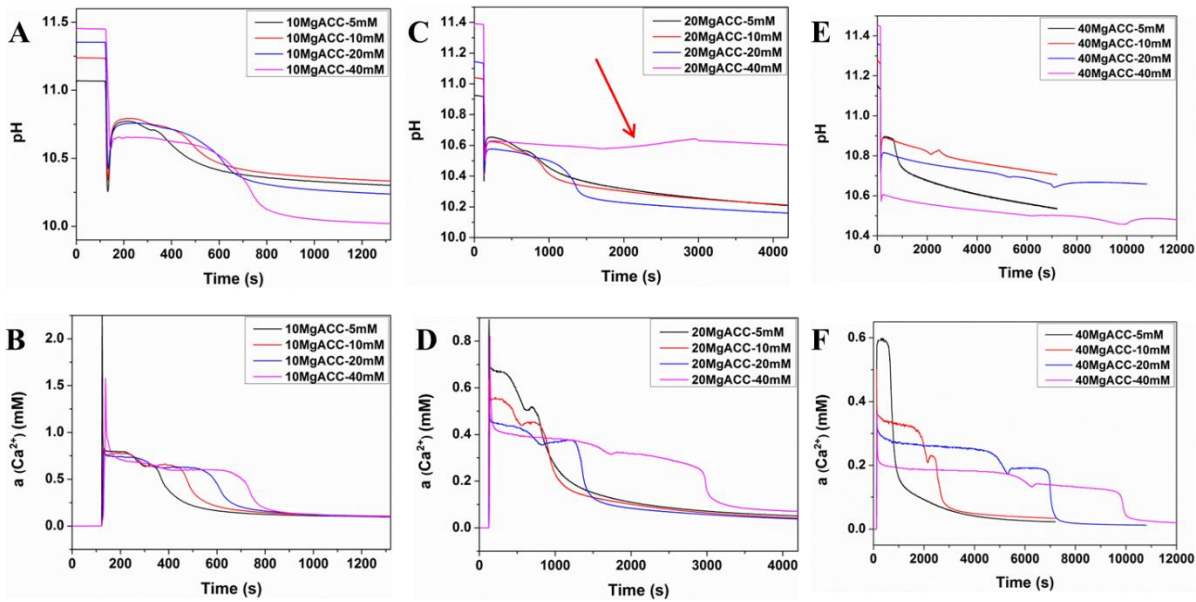 A
11.5
11.0
10.5
10.0
pH
10MgACC-5mM
10MgACC-10mM
10MgACC-20mM
10MgACC-40mM
0 200 400 600 800 1000 1200
Time (s)
C
11.4
11.2
11.0
10.8
10.6
10.4
10.2
10.0
pH
20MgACC-5mM
20MgACC-10mM
20MgACC-20mM
20MgACC-40mM
0 1000 2000 3000 4000
Time (s)
E
11.4
11.2
11.0
10.8
10.6
10.4
pH
40MgACC-5mM
40MgACC-10mM
40MgACC-20mM
40MgACC-40mM
0 2000 4000 6000 8000 10000 12000
Time (s)
B
2.0
1.5
1.0
0.5
0.0
a (Ca²⁺) (mM)
10MgACC-5mM
10MgACC-10mM
10MgACC-20mM
10MgACC-40mM
0 200 400 600 800 1000 1200
Time (s)
D
0.8
0.6
0.4
0.2
0.0
a (Ca²⁺) (mM)
20MgACC-5mM
20MgACC-10mM
20MgACC-20mM
20MgACC-40mM
0 1000 2000 3000 4000
Time (s)
F
0.6
0.4
0.2
0.0
a (Ca²⁺) (mM)
40MgACC-5mM
40MgACC-10mM
40MgACC-20mM
40MgACC-40mM
0 2000 4000 6000 8000 10000 12000
Time (s)